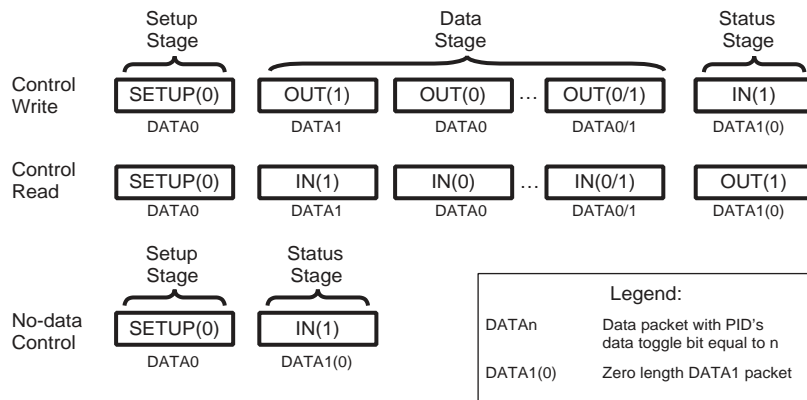 Setup Stage
Data Stage
Status Stage
Control Write
SETUP(0) OUT(1) OUT(0) ... OUT(0/1) IN(1)
DATA0 DATA1 DATA0 DATA0/1 DATA1(0)
Control Read
SETUP(0) IN(1) IN(0) ... IN(0/1) OUT(1)
DATA0 DATA1 DATA0 DATA0/1 DATA1(0)
Setup Stage
Status Stage
No-data Control
SETUP(0) IN(1)
DATA0 DATA1(0)
Legend:
DATAn Data packet with PID's
data toggle bit equal to n
DATA1(0) Zero length DATA1 packet